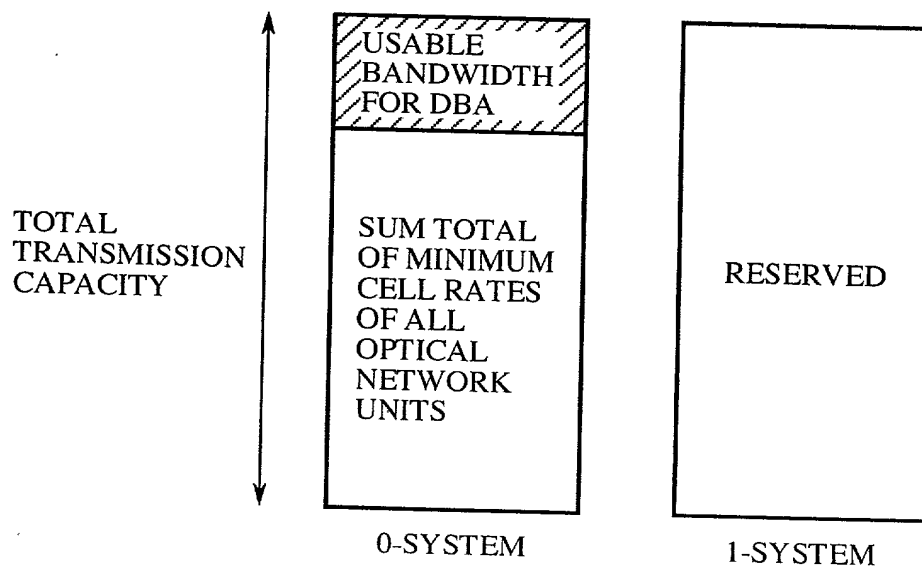 USABLE
BANDWIDTH
FOR DBA
TOTAL
TRANSMISSION
CAPACITY
SUM TOTAL
OF MINIMUM
CELL RATES
OF ALL
OPTICAL
NETWORK
UNITS
RESERVED
0-SYSTEM
1-SYSTEM